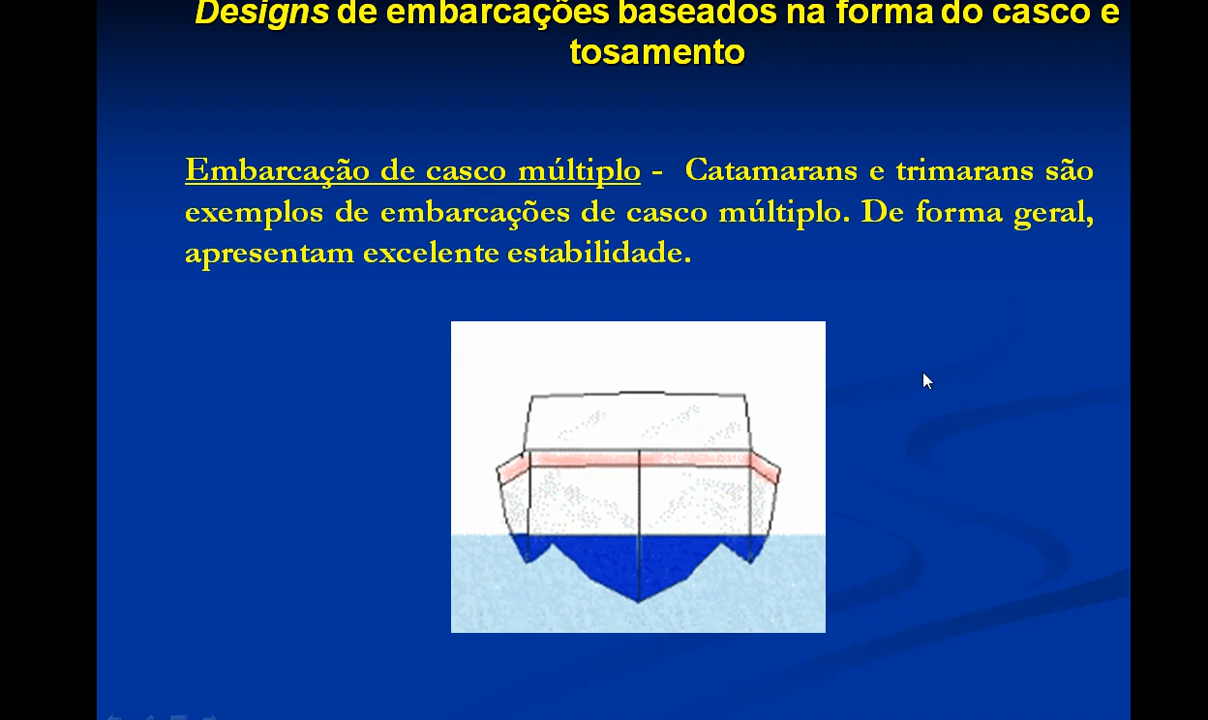 Designs de embarcações baseados na forma do casco e
tosamento
Embarcação de casco múltiplo - Catamarans e trimarans são
exemplos de embarcações de casco múltiplo. De forma geral,
apresentam excelente estabilidade.